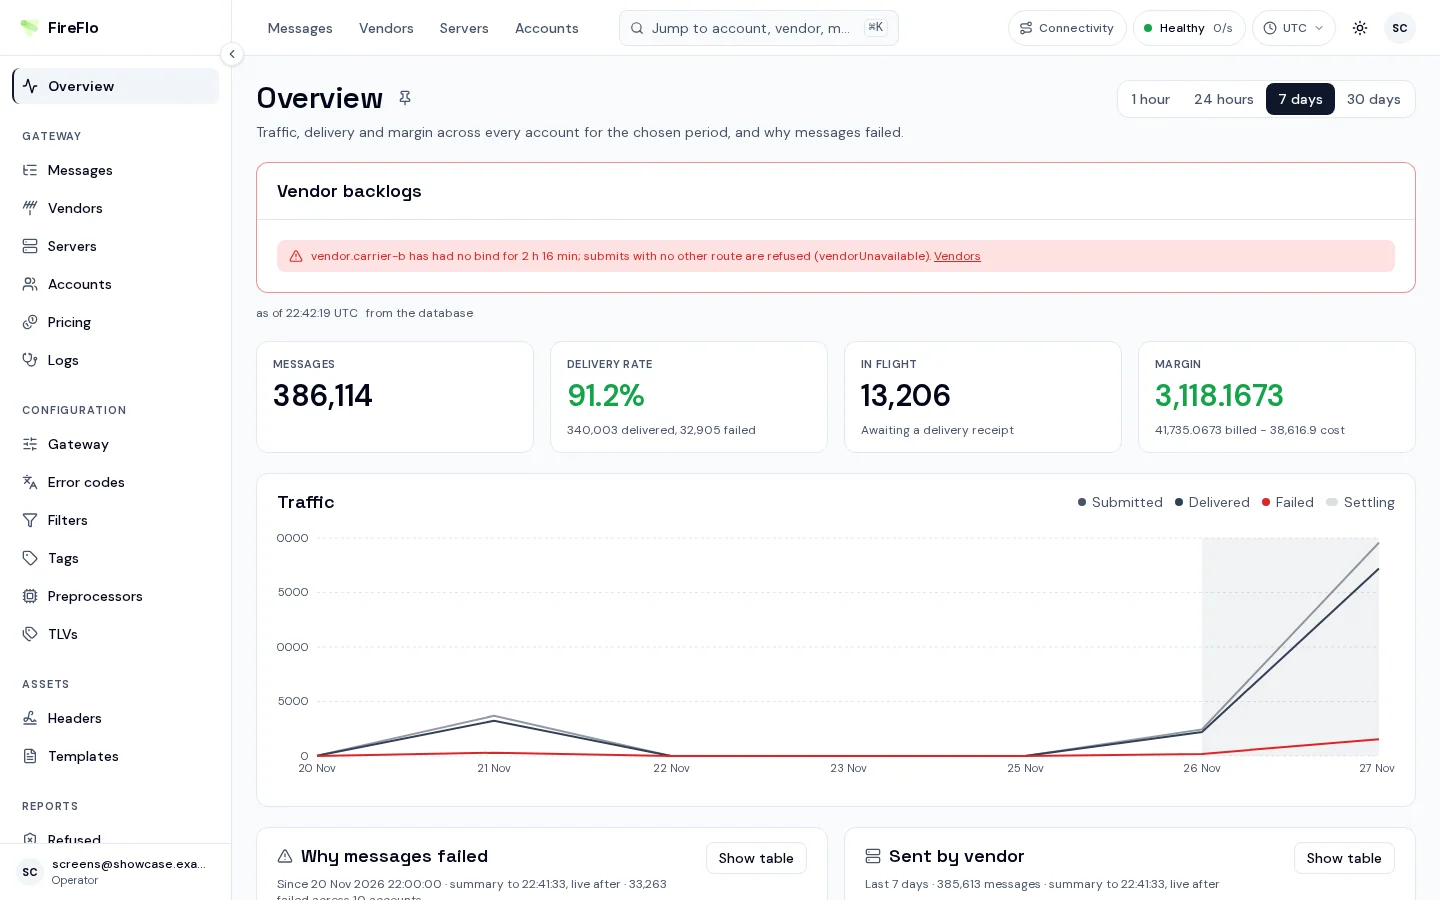 FireFlo
Messages
Vendors
Servers
Accounts
Jump to account, vendor, m...
⌘K
Connectivity
Healthy 0/s
UTC
SC
Overview
GATEWAY
Messages
Vendors
Servers
Accounts
Pricing
Logs
CONFIGURATION
Gateway
Error codes
Filters
Tags
Preprocessors
TLVs
ASSETS
Headers
Templates
REPORTS
Refused
SC
screens@showcase.exa...
Operator
Overview
1 hour
24 hours
7 days
30 days
Traffic, delivery and margin across every account for the chosen period, and why messages failed.
Vendor backlogs
vendor.carrier-b has had no bind for 2 h 16 min; submits with no other route are refused (vendorUnavailable). Vendors
as of 22:42:19 UTC from the database
MESSAGES
386,114
DELIVERY RATE
91.2%
340,003 delivered, 32,905 failed
IN FLIGHT
13,206
Awaiting a delivery receipt
MARGIN
3,118.1673
41,735.0673 billed − 38,616.9 cost
Traffic
Submitted
Delivered
Failed
Settling
0000
5000
0000
5000
0
20 Nov
21 Nov
22 Nov
23 Nov
25 Nov
26 Nov
27 Nov
Why messages failed
Show table
Since 20 Nov 2026 22:00:00 · summary to 22:41:33, live after · 33,263
failed across 10 accounts
Sent by vendor
Show table
Last 7 days · 385,613 messages · summary to 22:41:33, live after